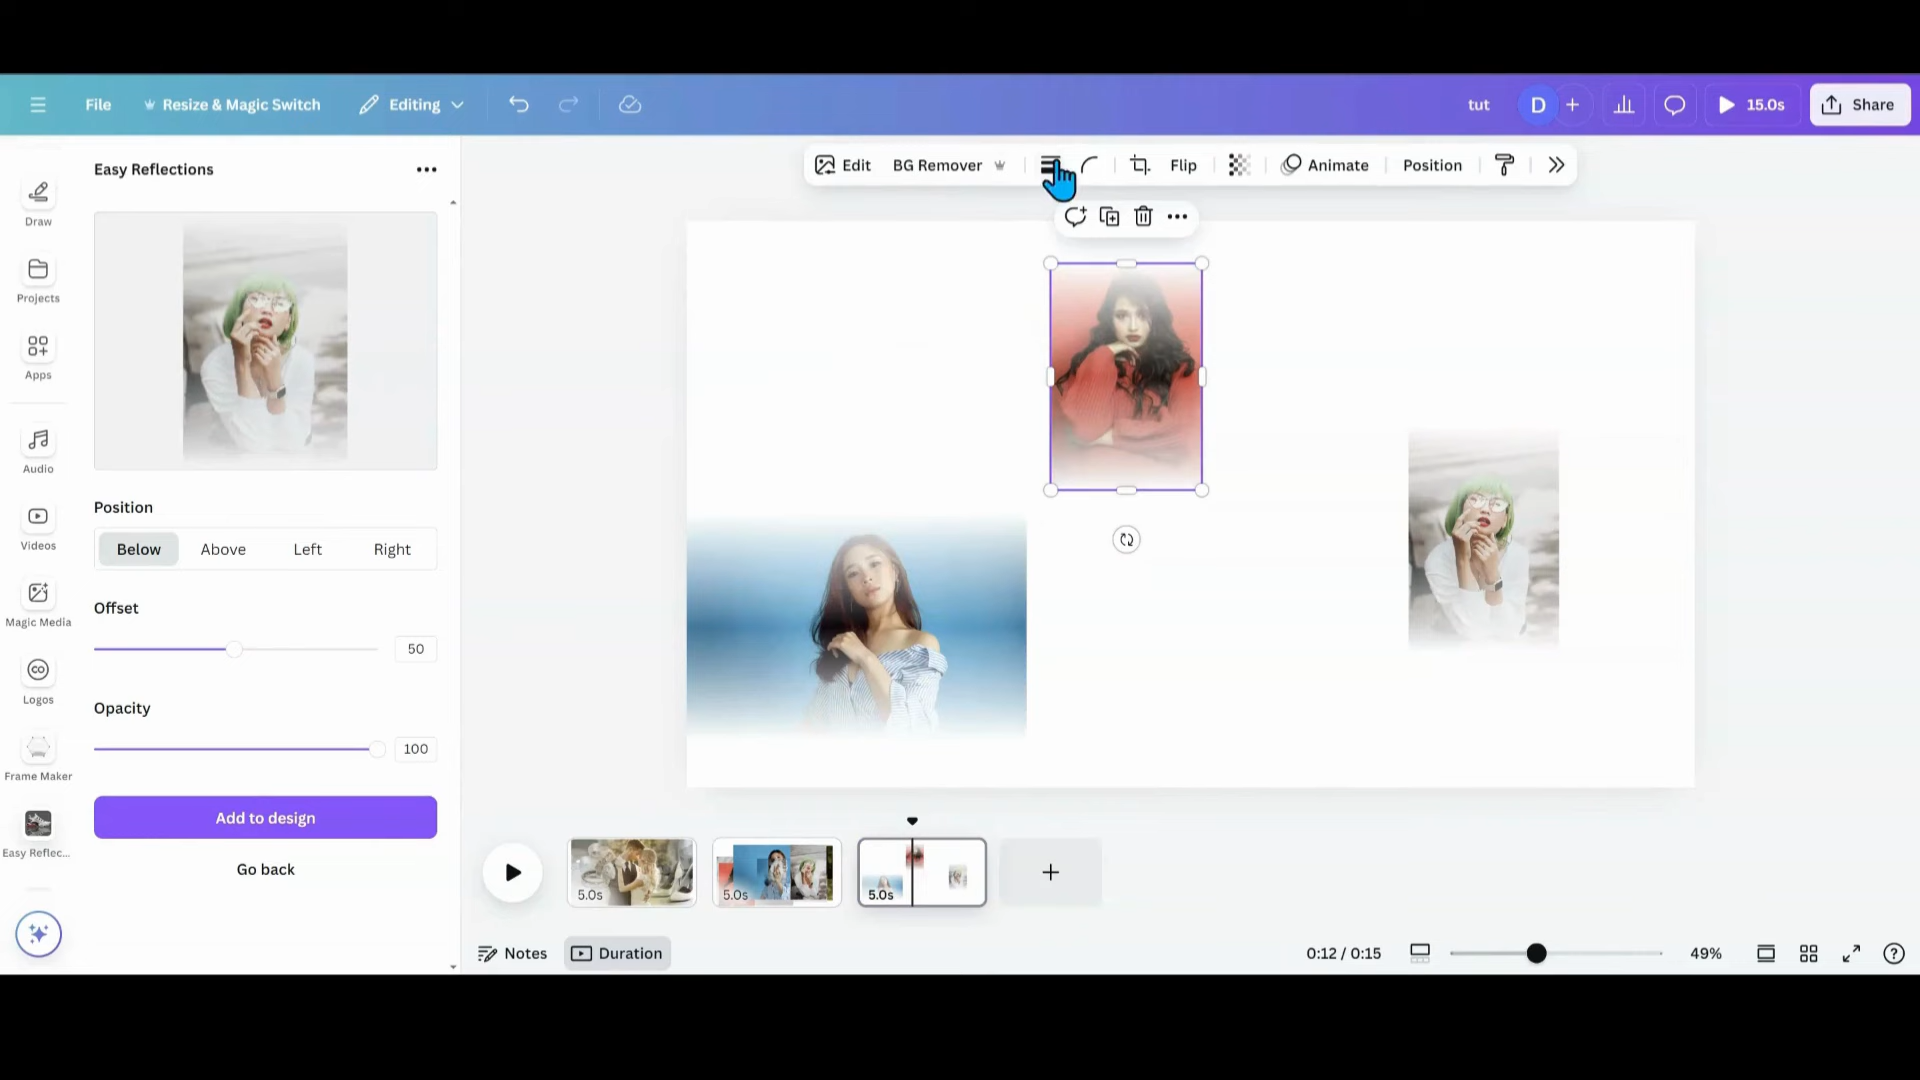 File
Resize & Magic Switch
Editing
tut
D
15.0s
Share
Easy Reflections
Edit
BG Remover
Flip
Animate
Position
Draw
Projects
Apps
Audio
Videos
Magic Media
Logos
Frame Maker
Easy Reflec...
Position
Below
Above
Left
Right
Offset
50
Opacity
100
Add to design
Go back
5.0s
5.0s
5.0s
Notes
Duration
0:12 / 0:15
49%